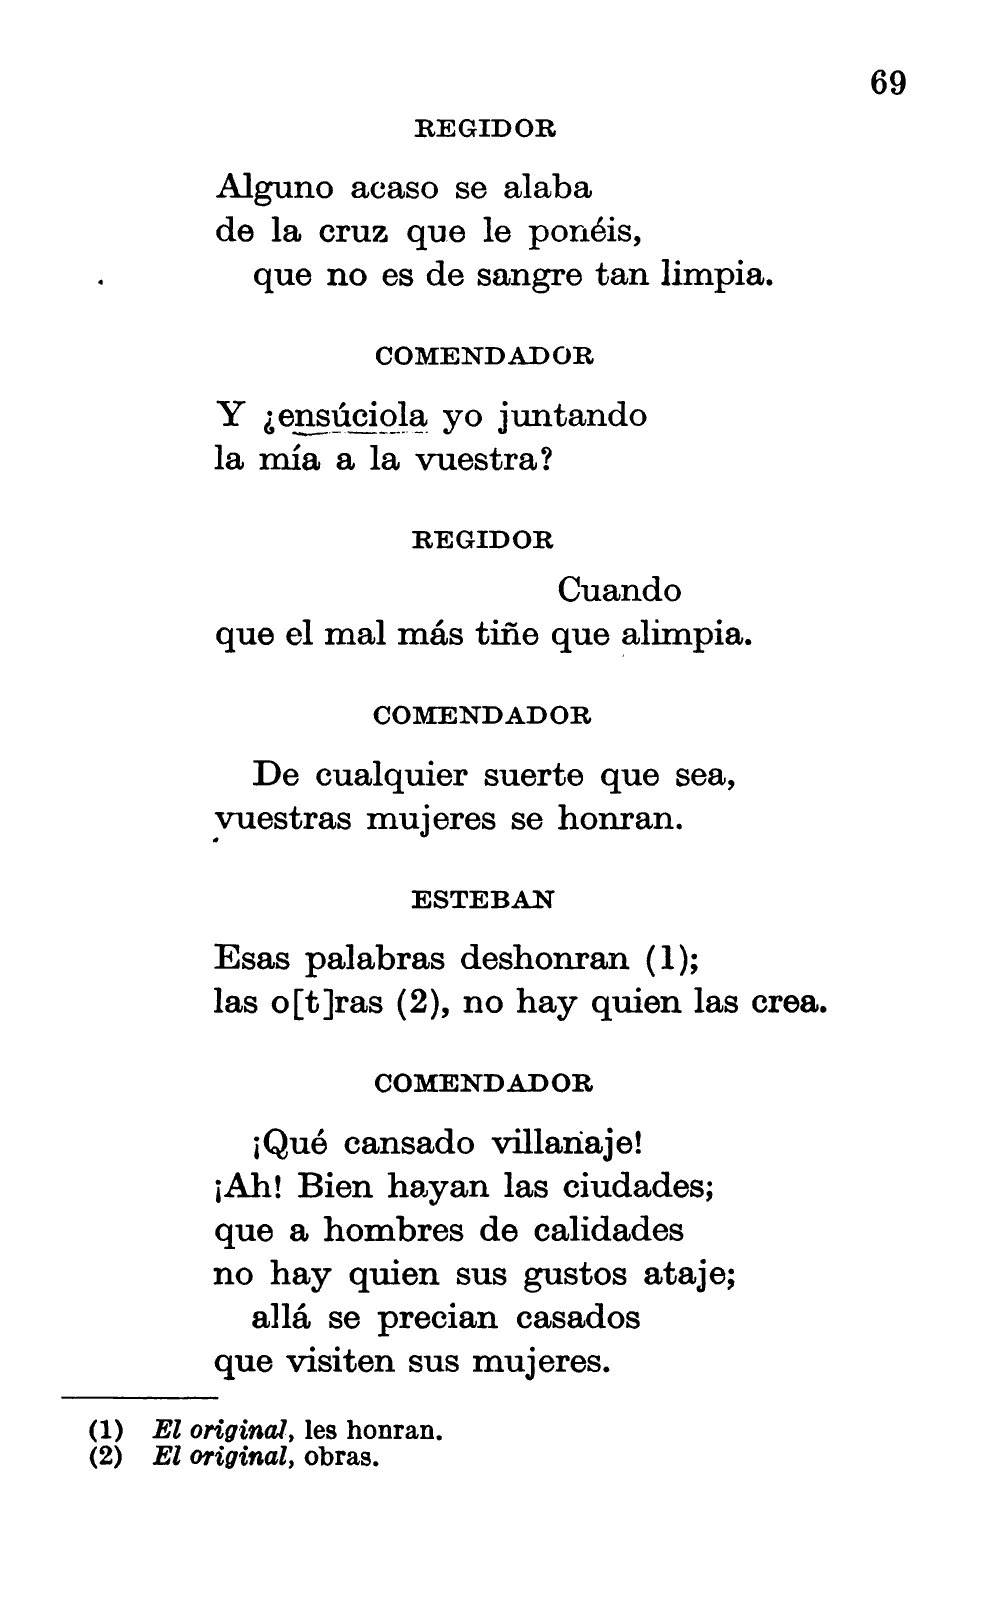 69
REGIDOR
Alguno acaso se alaba
de la cruz que le ponéis,
que no es de sangre tan limpia.
COMENDADOR
Y ¿ensúciola yo juntando
la mía a la vuestra?
REGIDOR
Cuando
que el mal más tiñe que alimpia.
COMENDADOR
De cualquier suerte que sea,
vuestras mujeres se honran.
ESTEBAN
Esas palabras deshonran (1);
las o[t]ras (2), no hay quien las crea.
COMENDADOR
¡Qué cansado villanaje!
¡Ah! Bien hayan las ciudades;
que a hombres de calidades
no hay quien sus gustos ataje;
allá se precian casados
que visiten sus mujeres.
(1) El original, les honran.
(2) El original, obras.